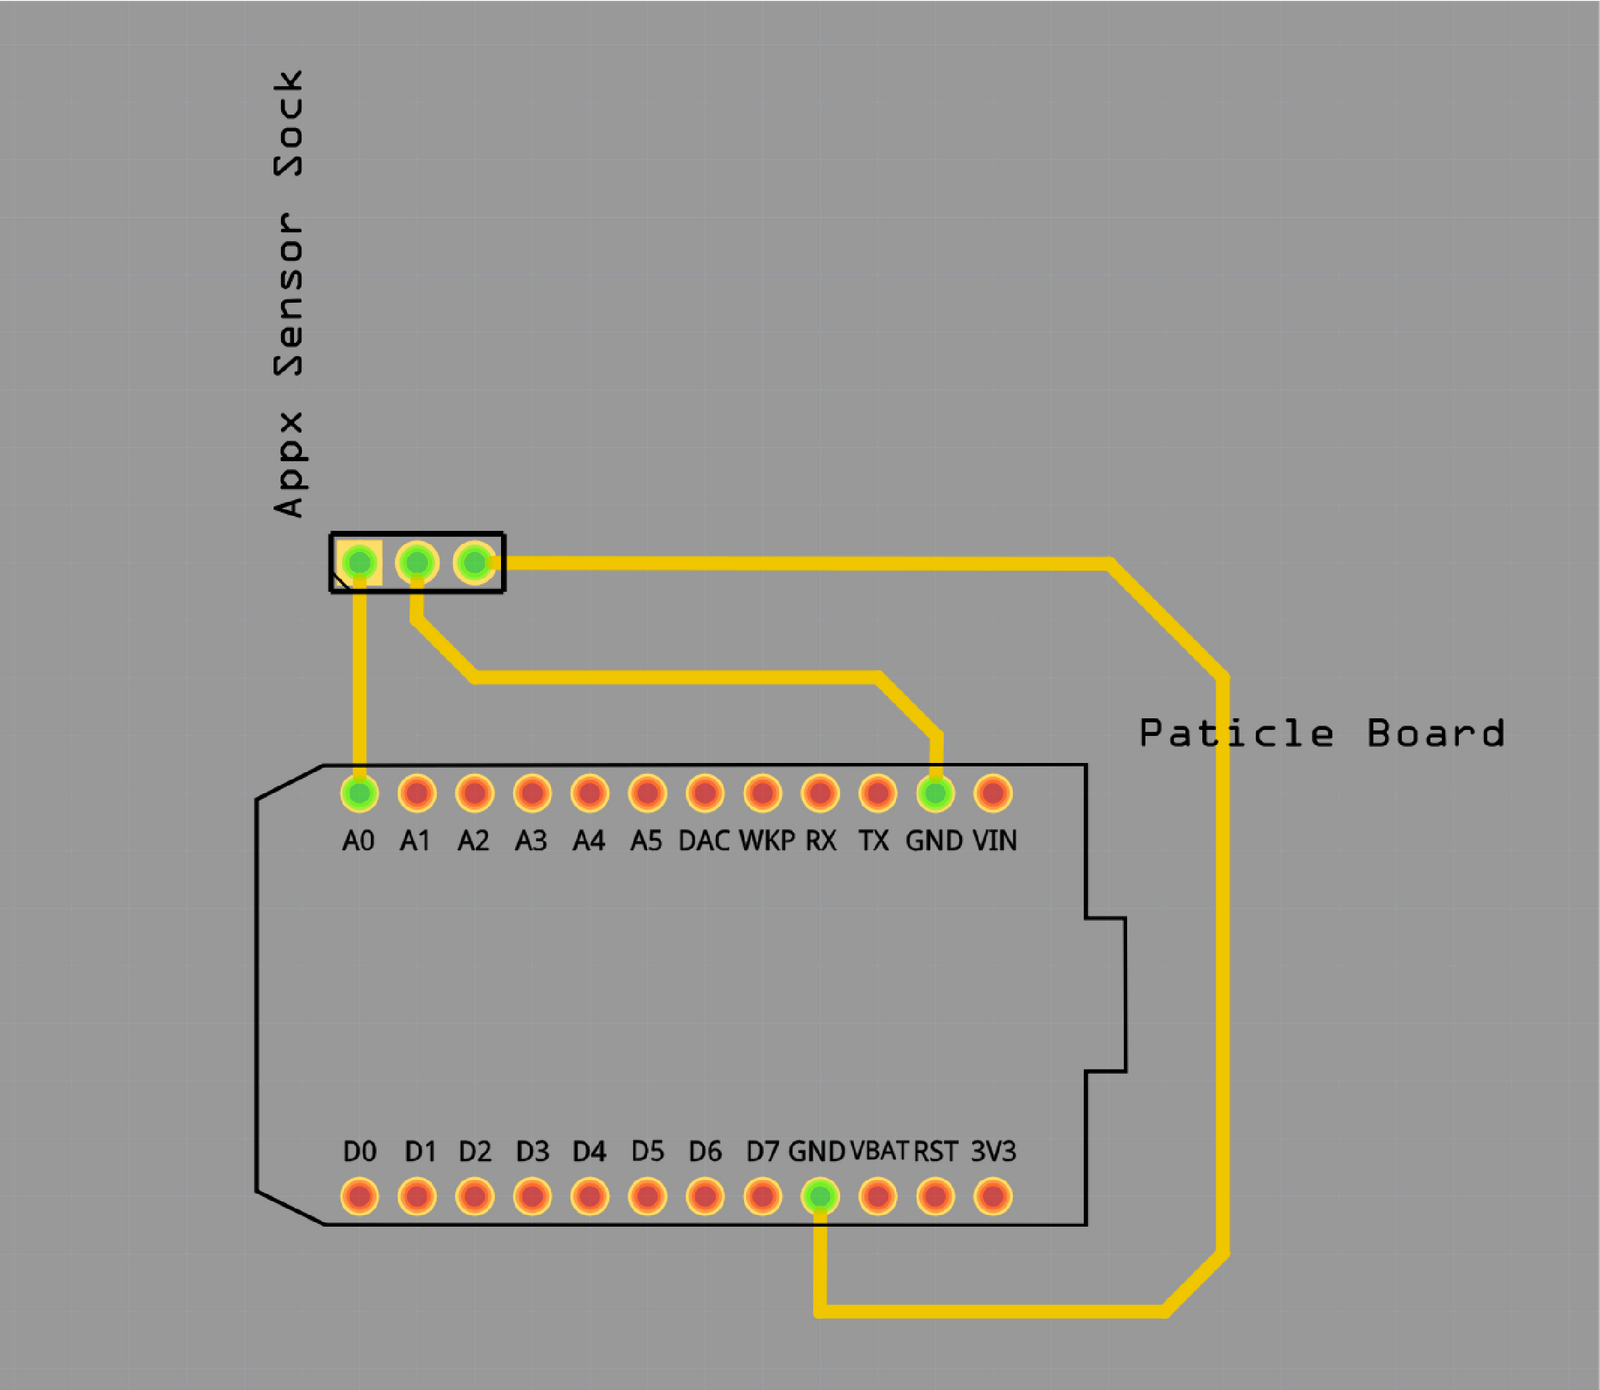 Appx Sensor Sock
Paticle Board
A0 A1 A2 A3 A4 A5 DAC WKP RX TX GND VIN
D0 D1 D2 D3 D4 D5 D6 D7 GND VBAT RST 3V3